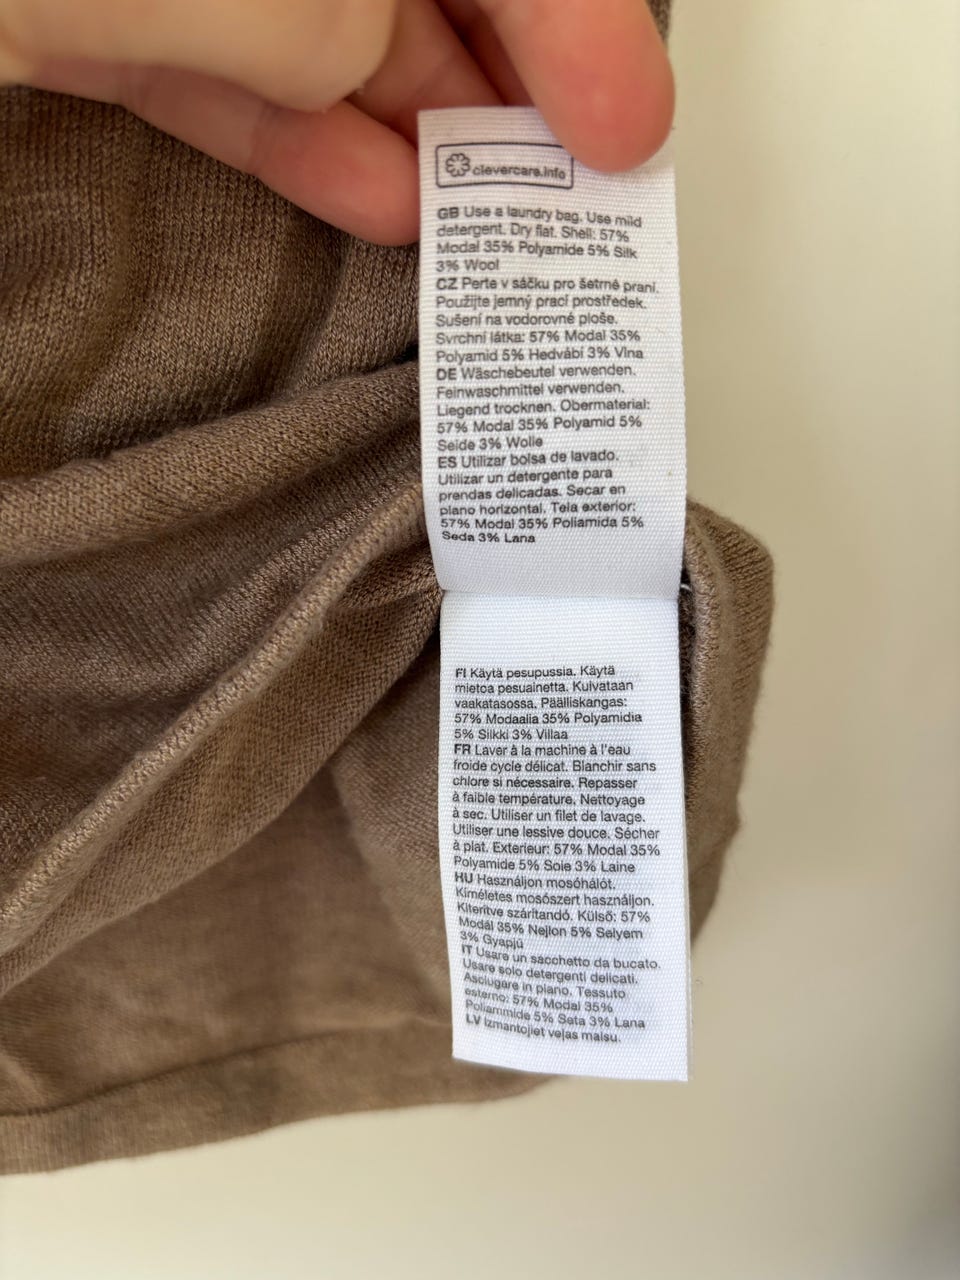 clevercare.info
GB Use a laundry bag. Use mild
detergent. Dry flat. Shell: 57%
Modal 35% Polyamide 5% Silk
3% Wool
CZ Perte v sáčku pro šetrné praní.
Použijte jemný prací prostředek.
Sušení na vodorovné ploše.
Svrchní látka: 57% Modal 35%
Polyamid 5% Hedvábí 3% Vlna
DE Wäschebeutel verwenden.
Feinwaschmittel verwenden.
Liegend trocknen. Obermaterial:
57% Modal 35% Polyamid 5%
Seide 3% Wolle
ES Utilizar bolsa de lavado.
Utilizar un detergente para
prendas delicadas. Secar en
plano horizontal. Tela exterior:
57% Modal 35% Poliamida 5%
Seda 3% Lana
FI Käytä pesupussia. Käytä
mietoa pesuainetta. Kuivataan
vaakatasossa. Päälliskangas:
57% Modaalia 35% Polyamidia
5% Silkki 3% Villaa
FR Laver à la machine à l'eau
froide cycle délicat. Blanchir sans
chlore si nécessaire. Repasser
à faible température. Nettoyage
à sec. Utiliser un filet de lavage.
Utiliser une lessive douce. Sécher
à plat. Exterieur: 57% Modal 35%
Polyamide 5% Soie 3% Laine
HU Használjon mosóhálót.
Kíméletes mosószert használjon.
Kiterítve szárítandó. Külső: 57%
Modál 35% Nejlon 5% Selyem
3% Gyapjú
IT Usare un sacchetto da bucato.
Usare solo detergenti delicati.
Asciugare in piano. Tessuto
esterno: 57% Modal 35%
Poliammide 5% Seta 3% Lana
LV Izmantojiet veļas maisu.